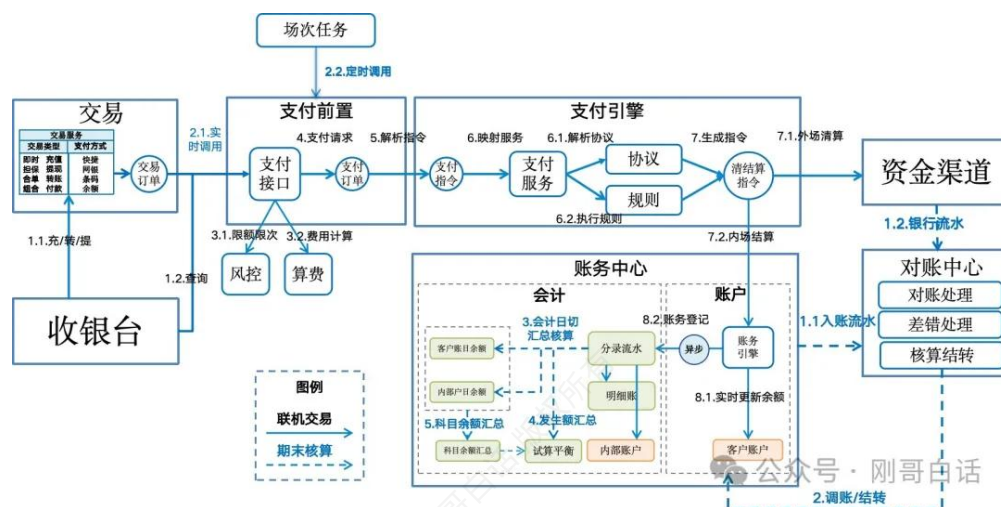 场次任务
2.2.定时调用
交易
交易服务
交易类型 支付方式
即时 充值 快捷
担保 提现 网银
合单 转账 条码
组合 付款 余额
交易
订单
2.1.实
时调用
支付前置
4.支付请求
支付
接口
支付
订单
3.1.限额限次
3.2.费用计算
风控
算费
5.解析指令
支付引擎
6.映射服务
6.1.解析协议
7.生成指令
支付
指令
支付
服务
协议
规则
6.2.执行规则
清结算
指令
7.1.外场清算
7.2.内场结算
资金渠道
1.2.银行流水
1.1.充/转/提
1.2.查询
收银台
图例
联机交易
期末核算
账务中心
会计
3.会计日切
汇总核算
客户账日余额
内部户日余额
5.科目余额汇总
4.发生额汇总
科目余额汇总
试算平衡
分录流水
明细账
内部账户
8.2.账务登记
异步
账户
账务
引擎
8.1.实时更新余额
客户账户
1.1入账流水
对账中心
对账处理
差错处理
核算结转
2.调账/结转
公众号·刚哥白话